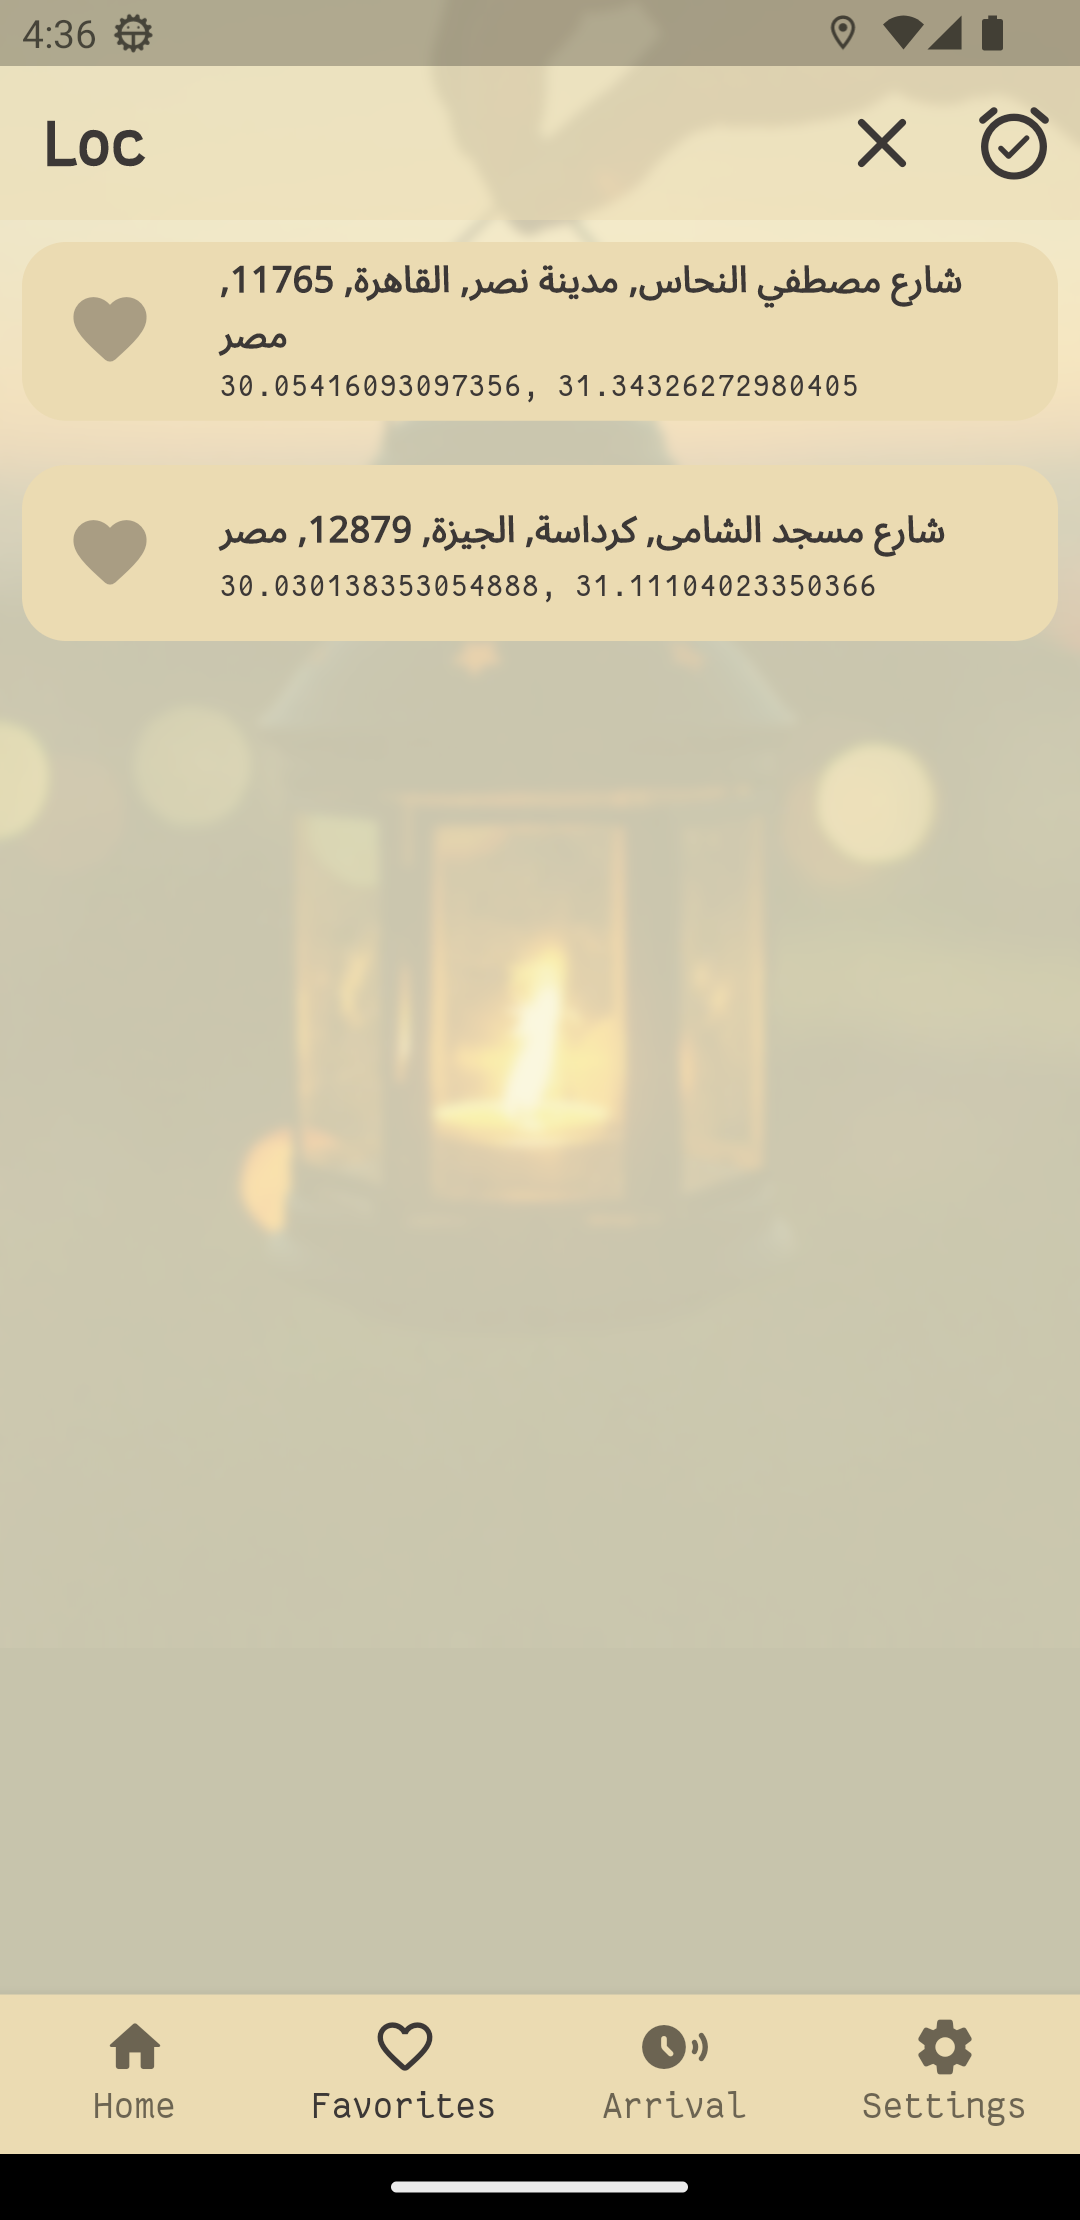 4:36
Loc
شارع مصطفي النحاس, مدينة نصر, القاهرة, 11765,
مصر
30.05416093097356, 31.34326272980405
شارع مسجد الشامى, كرداسة, الجيزة, 12879, مصر
30.030138353054888, 31.11104023350366
Home
Favorites
Arrival
Settings